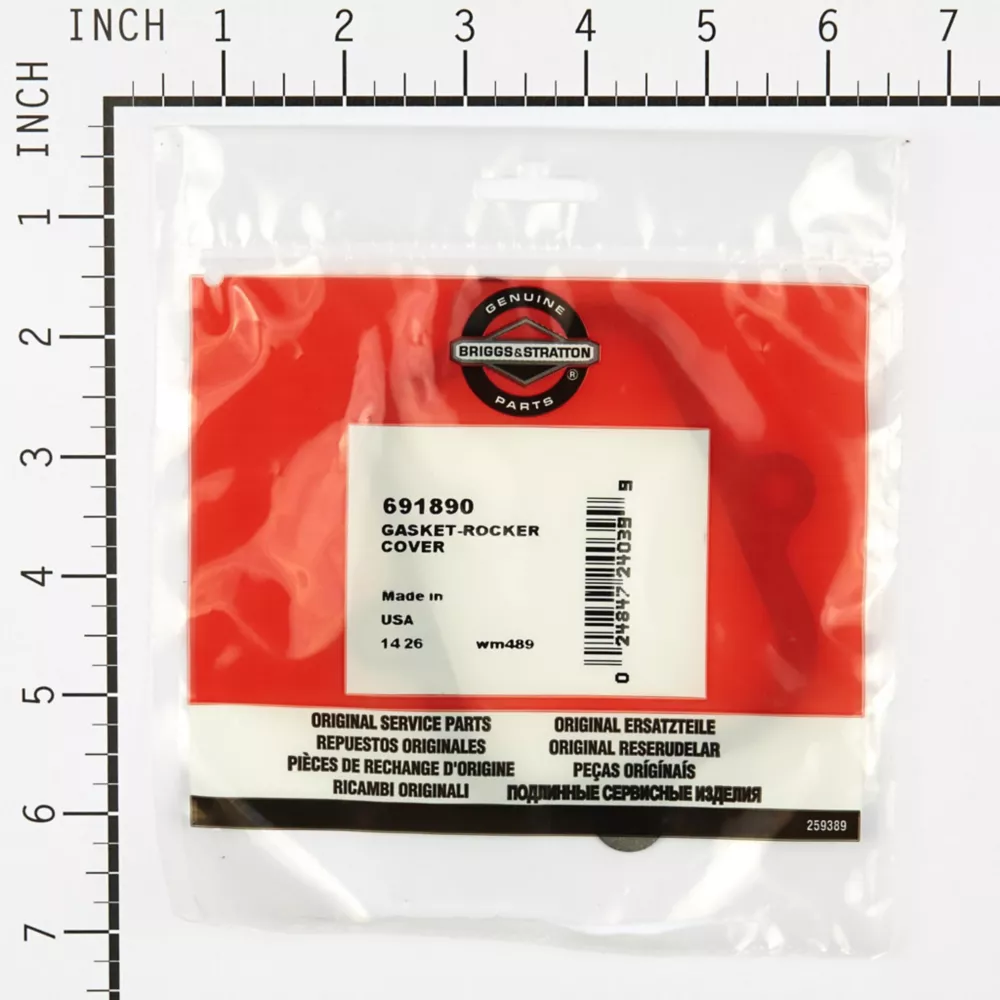 INCH 1 2 3 4 5 6 7
INCH 1 2 3 4 5 6 7
GENUINE
BRIGGS&STRATTON
®
PARTS
691890
GASKET-ROCKER
COVER
Made in
USA
14 26 wm489
0 24847 24039 9
ORIGINAL SERVICE PARTS
REPUESTOS ORIGINALES
PIÈCES DE RECHANGE D'ORIGINE
RICAMBI ORIGINALI
ORIGINAL ERSATZTEILE
ORIGINAL RESERUDELAR
PEÇAS ORÍGÍNAÍS
ПОДЛИННЫЕ СЕРВИСНЫЕ ИЗДЕЛИЯ
259389